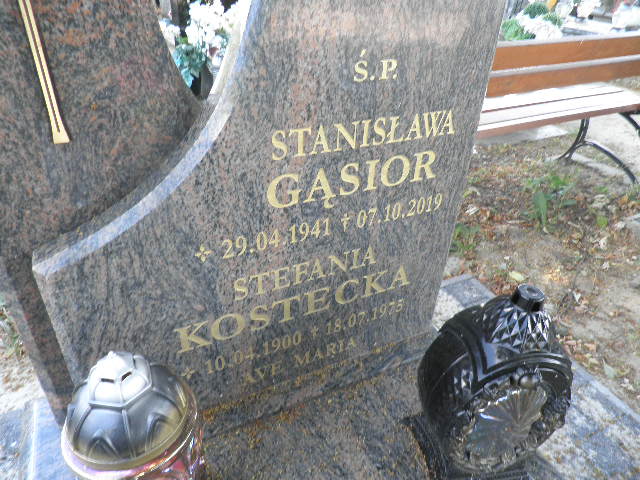 Ś.P.
STANISŁAWA
GĄSIOR
✣ 29.04.1941 ✝ 07.10.2019
STEFANIA
KOSTECKA
✣ 10.04.1900 ✝ 18.07.1975
AVE MARIA